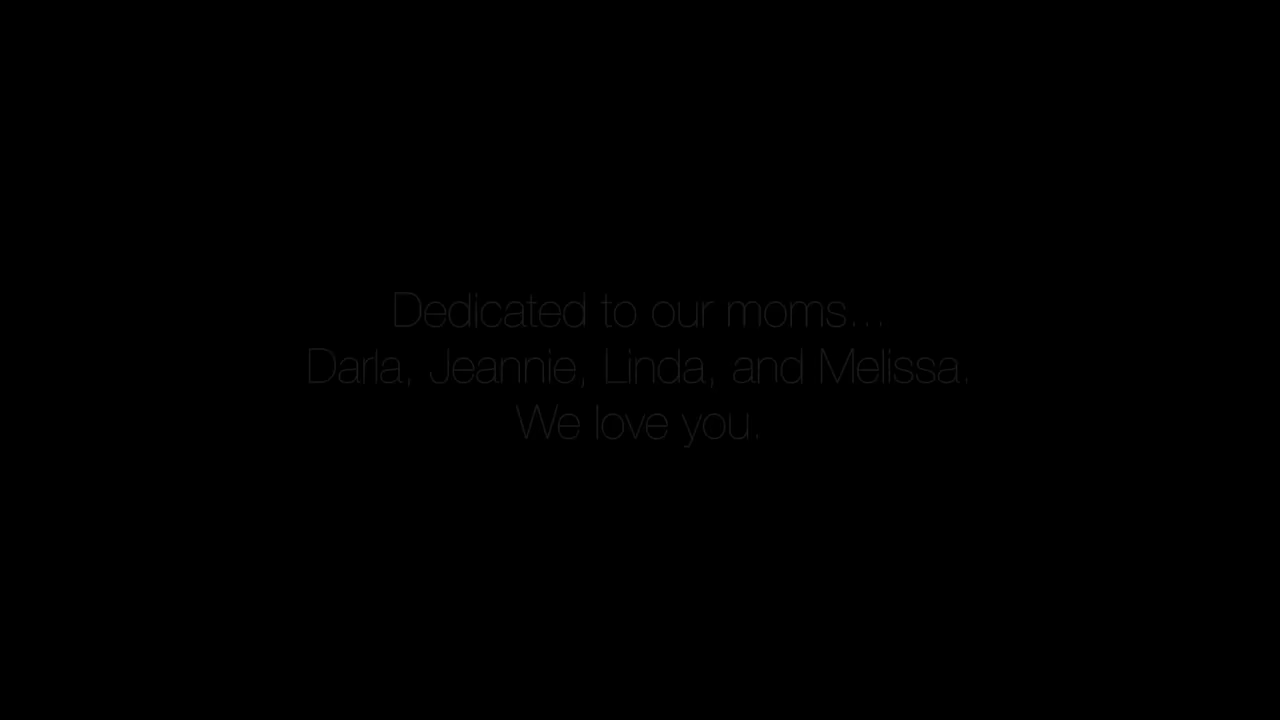 Dedicated to our moms...
Darla, Jeannie, Linda, and Melissa.
We love you.